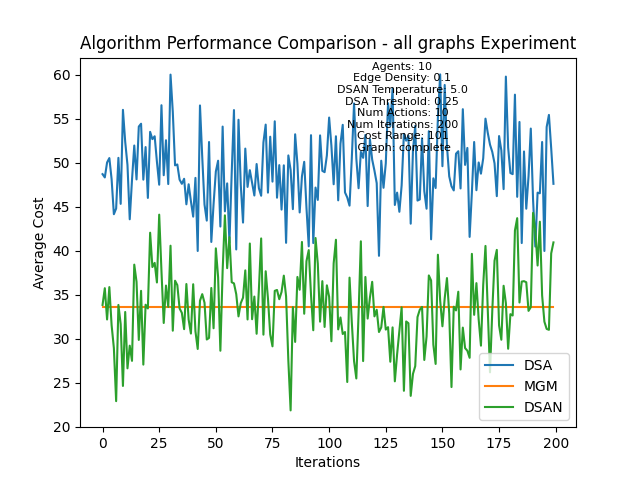 Algorithm Performance Comparison - all graphs Experiment
Agents: 10
Edge Density: 0.1
DSAN Temperature: 5.0
DSA Threshold: 0.25
Num Actions: 10
Num Iterations: 200
Cost Range: 101
Graph: complete
60
55
50
45
40
35
30
25
20
Average Cost
0
25
50
75
100
125
150
175
200
Iterations
DSA
MGM
DSAN